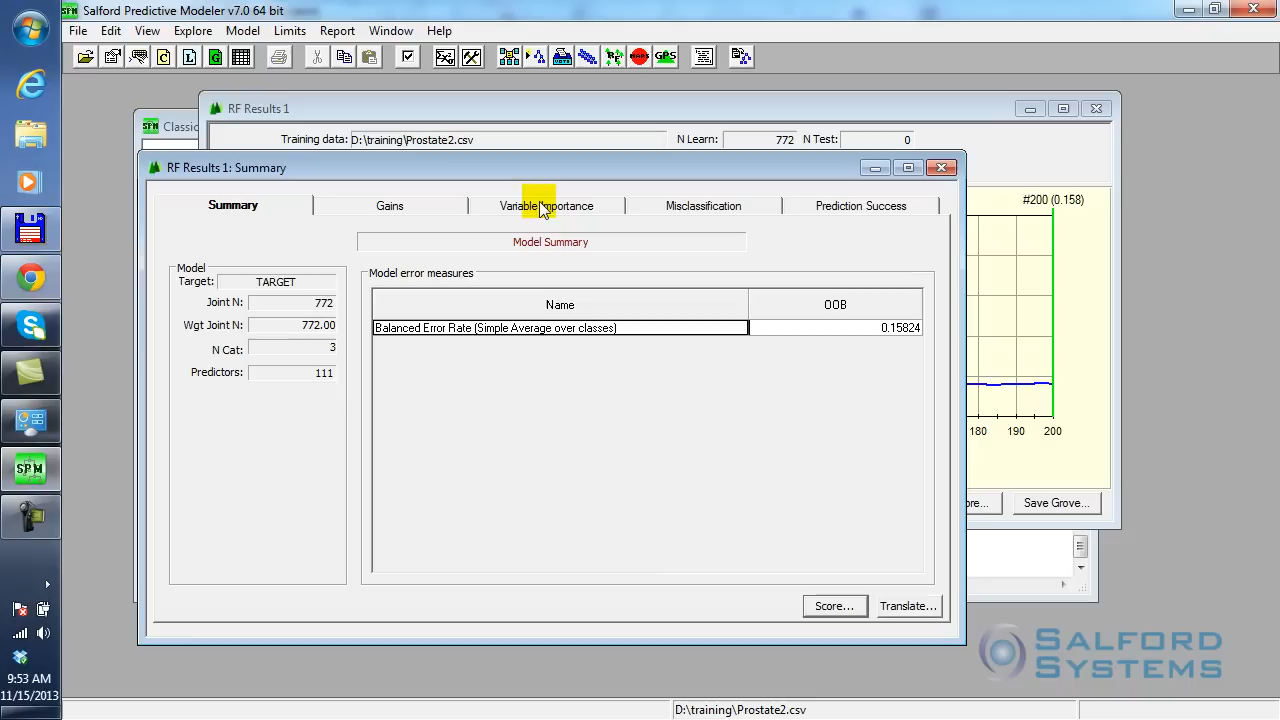 Salford Predictive Modeler v7.0 64 bit
File Edit View Explore Model Limits Report Window Help
RF Results 1
Classic
Training data: D:\training\Prostate2.csv N Learn: 772 N Test: 0
RF Results 1: Summary
Summary Gains Variable Importance Misclassification Prediction Success
#200 (0.158)
Model Summary
Model
Target: TARGET
Joint N: 772
Wgt Joint N: 772.00
N Cat: 3
Predictors: 111
Model error measures
Name OOB
Balanced Error Rate (Simple Average over classes) 0.15824
180 190 200
Save Grove...
Score... Translate...
SALFORD
SYSTEMS
9:53 AM
11/15/2013
D:\training\Prostate2.csv